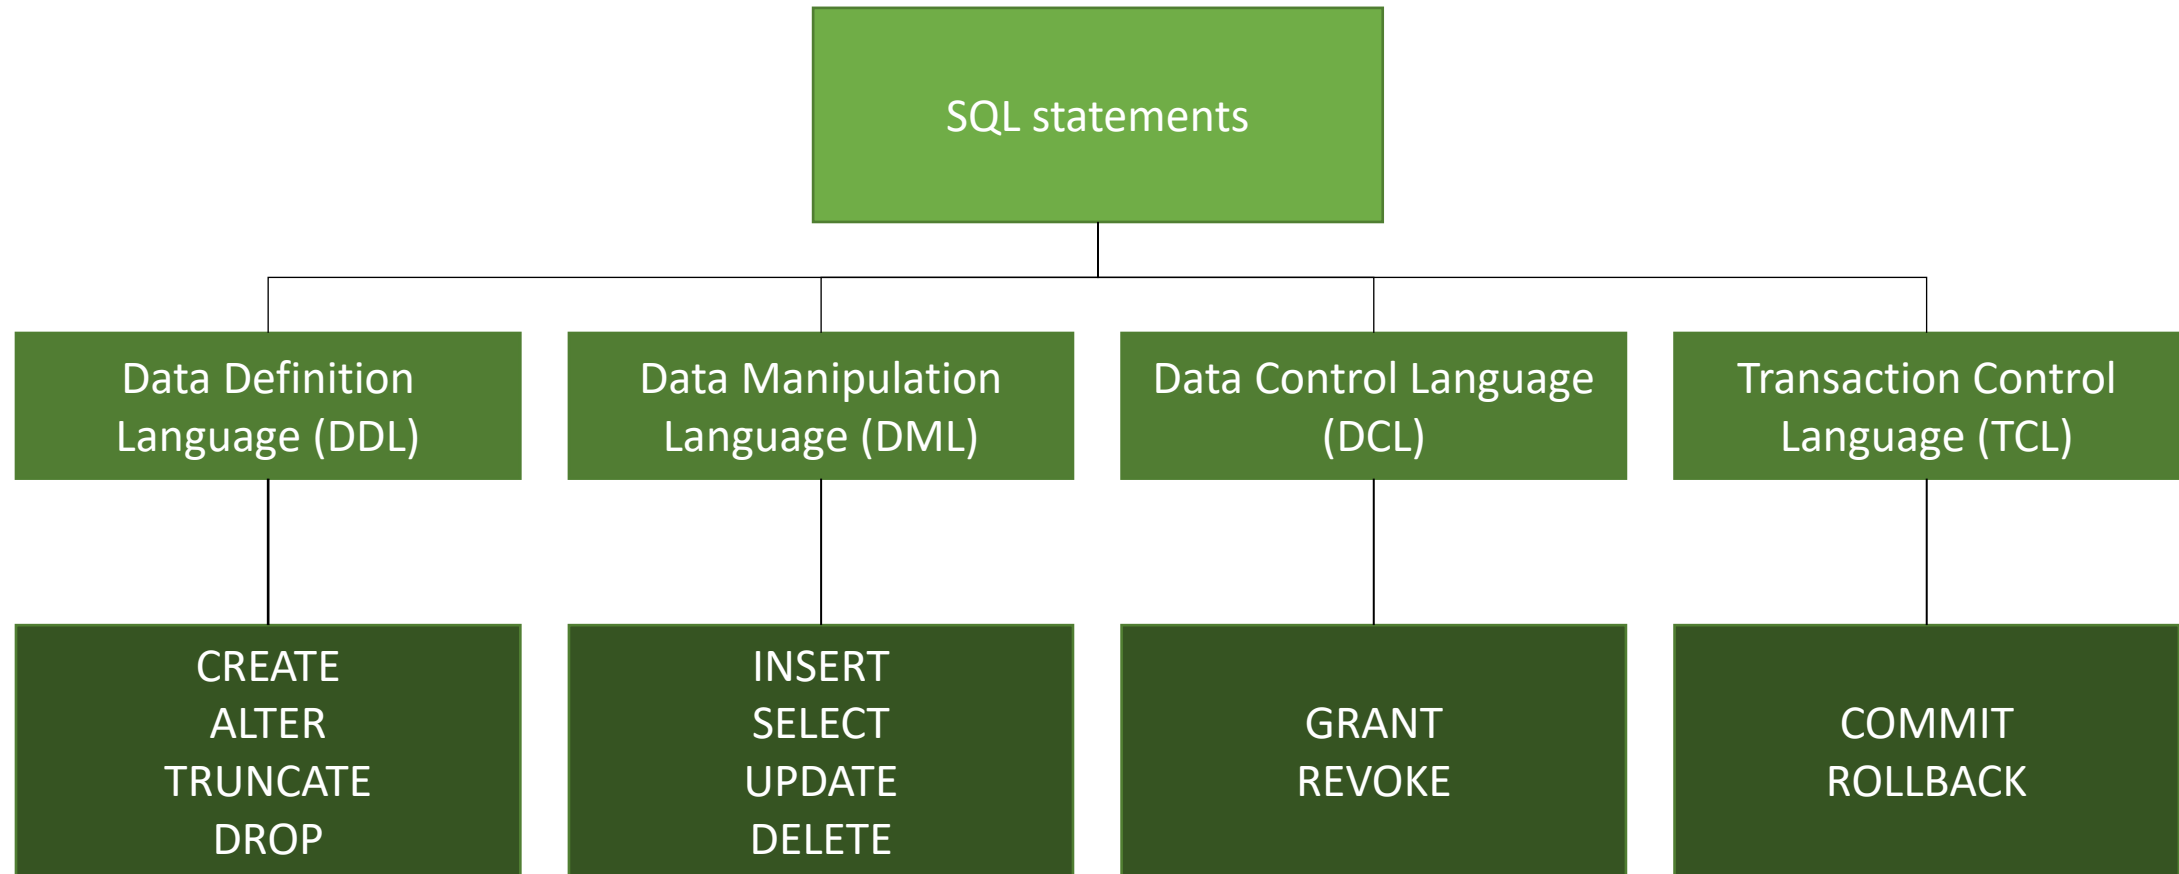 SQL statements
Data Definition
Language (DDL)
Data Manipulation
Language (DML)
Data Control Language
(DCL)
Transaction Control
Language (TCL)
CREATE
ALTER
TRUNCATE
DROP
INSERT
SELECT
UPDATE
DELETE
GRANT
REVOKE
COMMIT
ROLLBACK